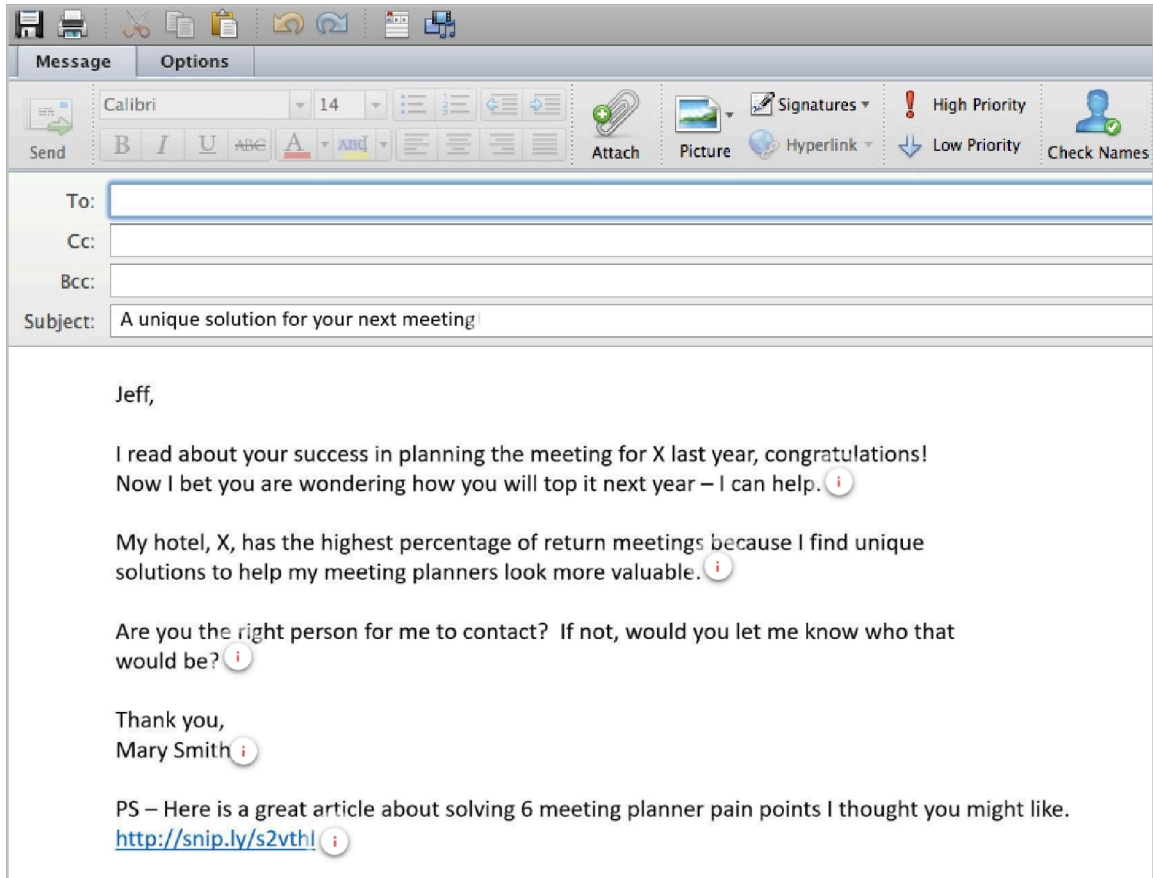 Message Options
Calibri 14 Signatures High Priority
B I U ABC A ABC Hyperlink Low Priority
Send Attach Picture Check Names
To:
Cc:
Bcc:
Subject: A unique solution for your next meeting
Jeff,
I read about your success in planning the meeting for X last year, congratulations!
Now I bet you are wondering how you will top it next year – I can help. i
My hotel, X, has the highest percentage of return meetings because I find unique
solutions to help my meeting planners look more valuable. i
Are you the right person for me to contact?  If not, would you let me know who that
would be? i
Thank you,
Mary Smith i
PS – Here is a great article about solving 6 meeting planner pain points I thought you might like.
http://snip.ly/s2vthl i